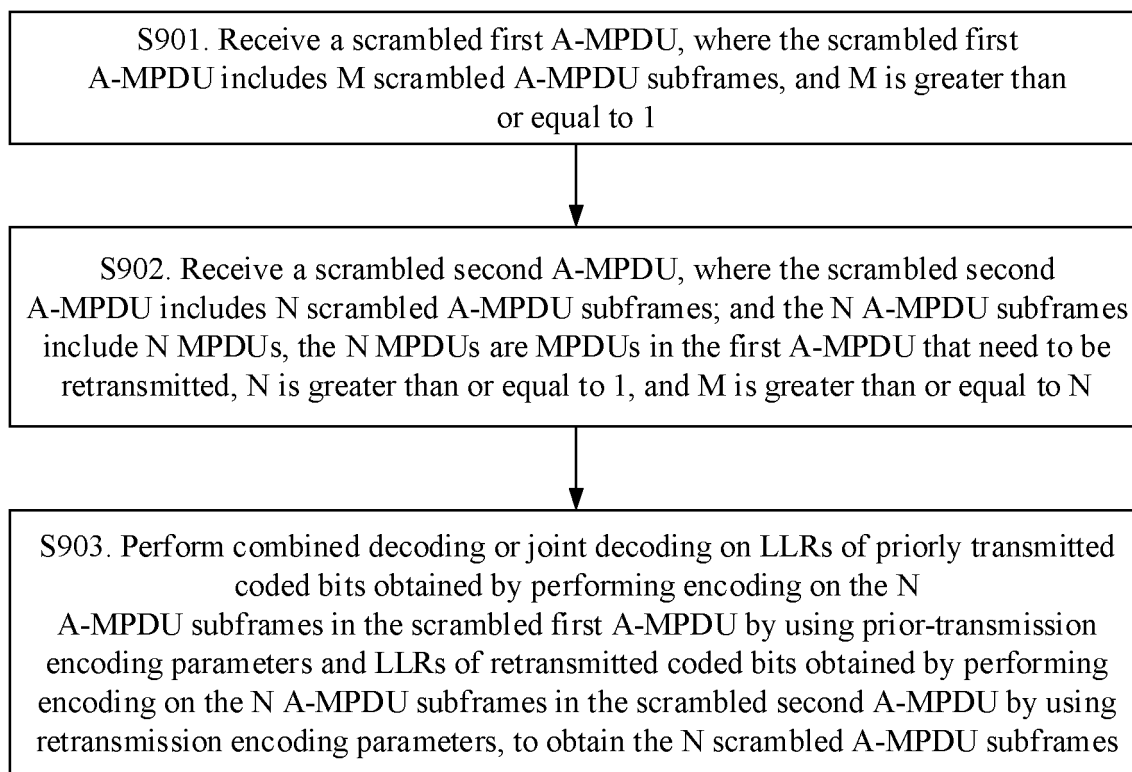 S901. Receive a scrambled first A-MPDU, where the scrambled first
A-MPDU includes M scrambled A-MPDU subframes, and M is greater than
or equal to 1
S902. Receive a scrambled second A-MPDU, where the scrambled second
A-MPDU includes N scrambled A-MPDU subframes; and the N A-MPDU subframes
include N MPDUs, the N MPDUs are MPDUs in the first A-MPDU that need to be
retransmitted, N is greater than or equal to 1, and M is greater than or equal to N
S903. Perform combined decoding or joint decoding on LLRs of priorly transmitted
coded bits obtained by performing encoding on the N
A-MPDU subframes in the scrambled first A-MPDU by using prior-transmission
encoding parameters and LLRs of retransmitted coded bits obtained by performing
encoding on the N A-MPDU subframes in the scrambled second A-MPDU by using
retransmission encoding parameters, to obtain the N scrambled A-MPDU subframes